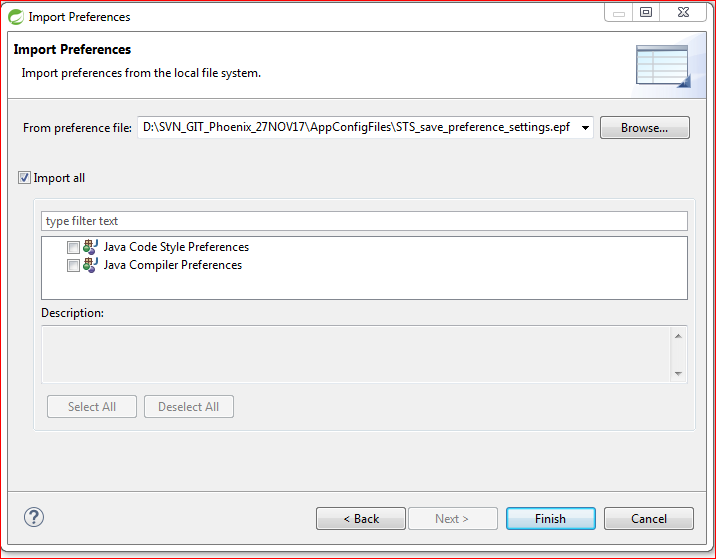 Import Preferences
Import Preferences
Import preferences from the local file system.
From preference file: D:\SVN_GIT_Phoenix_27NOV17\AppConfigFiles\STS_save_preference_settings.epf Browse...
Import all
type filter text
Java Code Style Preferences
Java Compiler Preferences
Description:
Select All Deselect All
? < Back Next > Finish Cancel